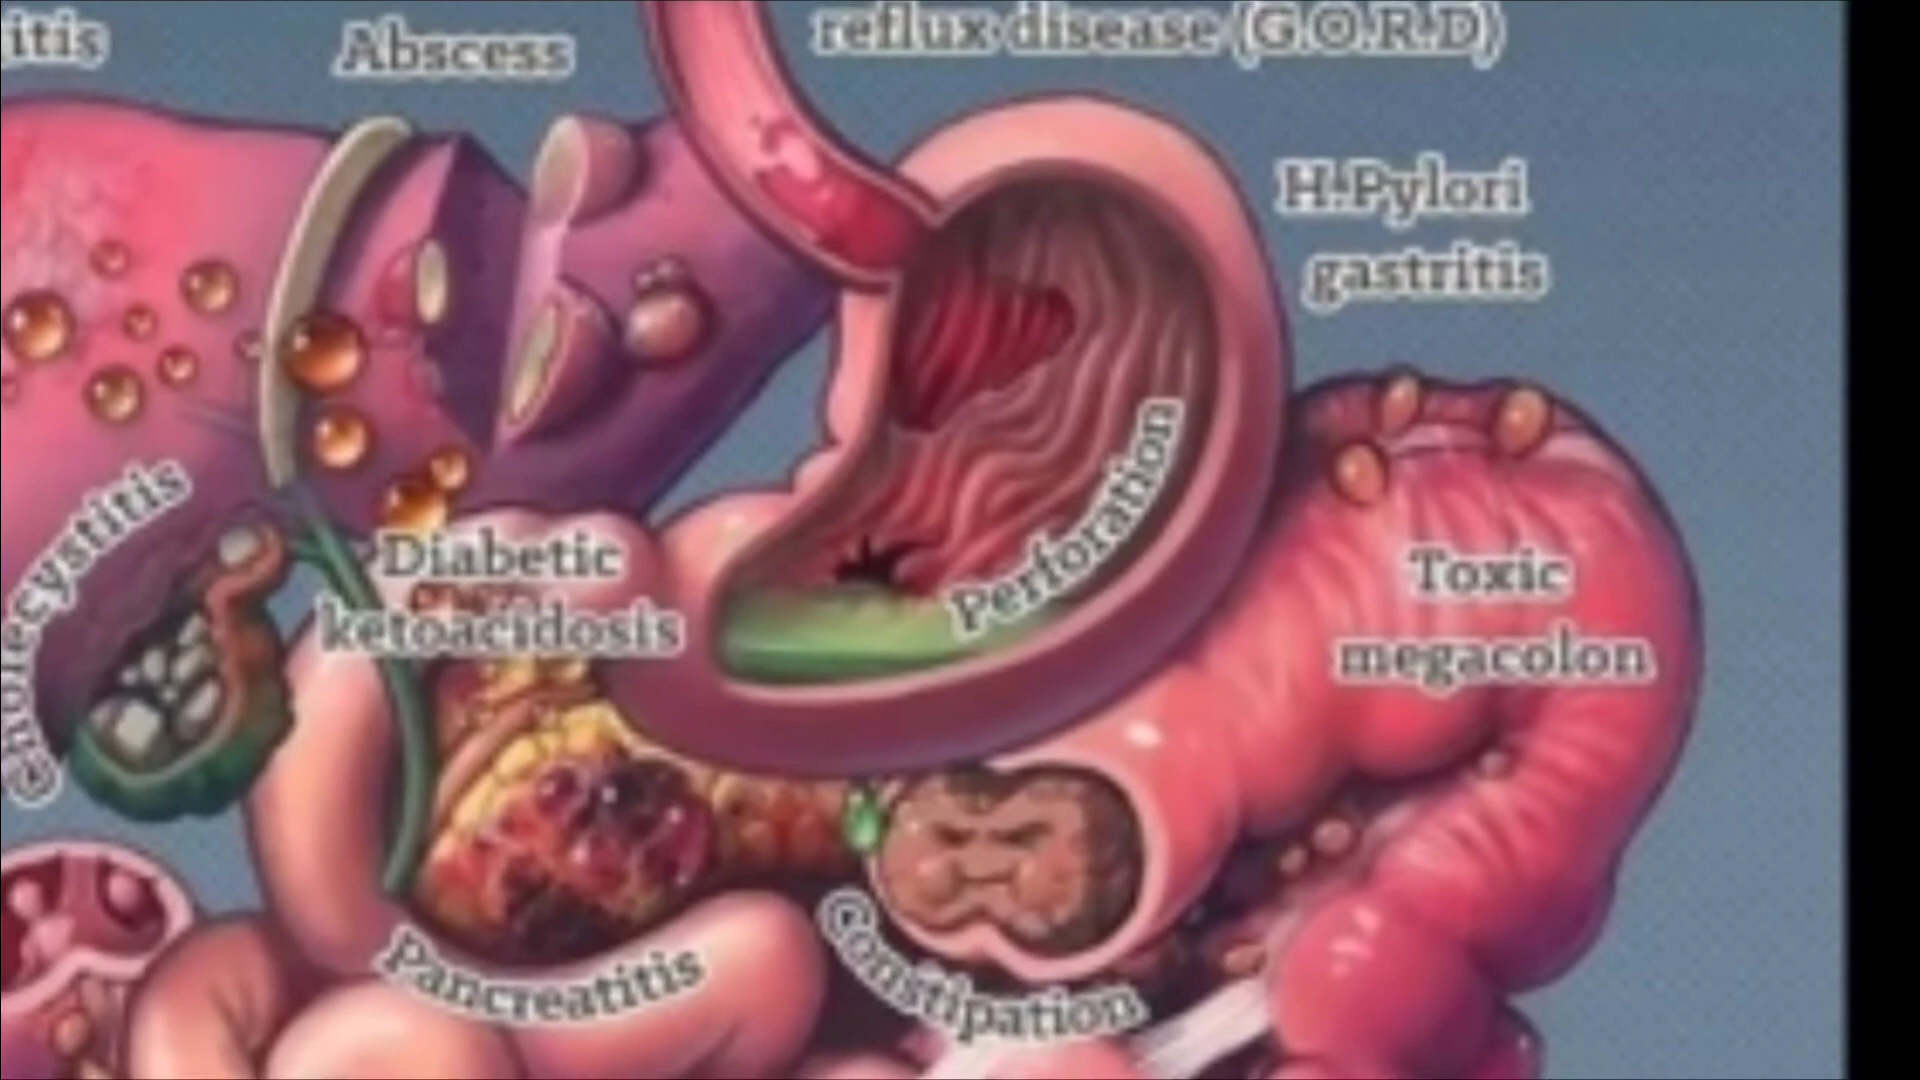 itis
Abscess
reflux disease (G.O.R.D)
H.Pylori
gastritis
Cholecystitis
Diabetic
ketoacidosis
Perforation
Toxic
megacolon
Pancreatitis
Constipation